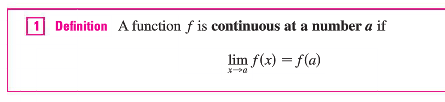 1 Definition A function f is continuous at a number a if
lim f(x) = f(a)
x→a